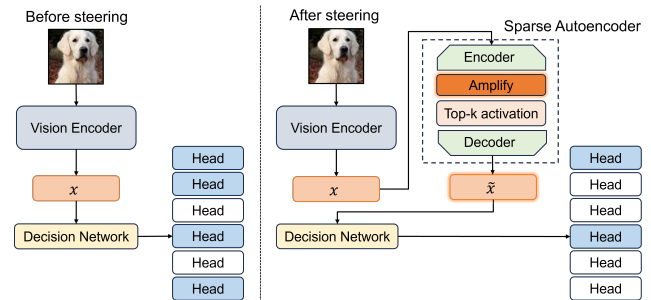 Before steering
Vision Encoder
x
Decision Network
Head
Head
Head
Head
Head
Head
After steering
Vision Encoder
x
Decision Network
Sparse Autoencoder
Encoder
Amplify
Top-k activation
Decoder
x̃
Head
Head
Head
Head
Head
Head